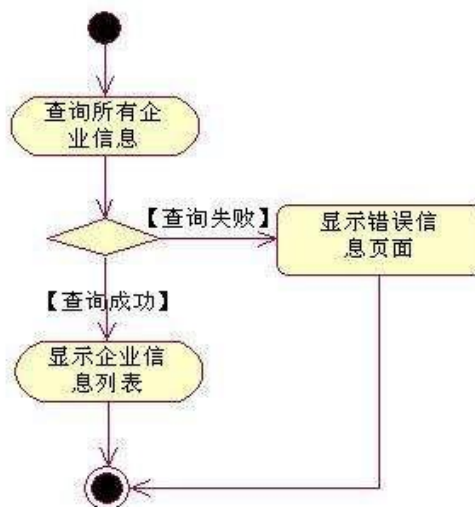 查询所有企
业信息
【查询失败】
显示错误信
息页面
【查询成功】
显示企业信
息列表